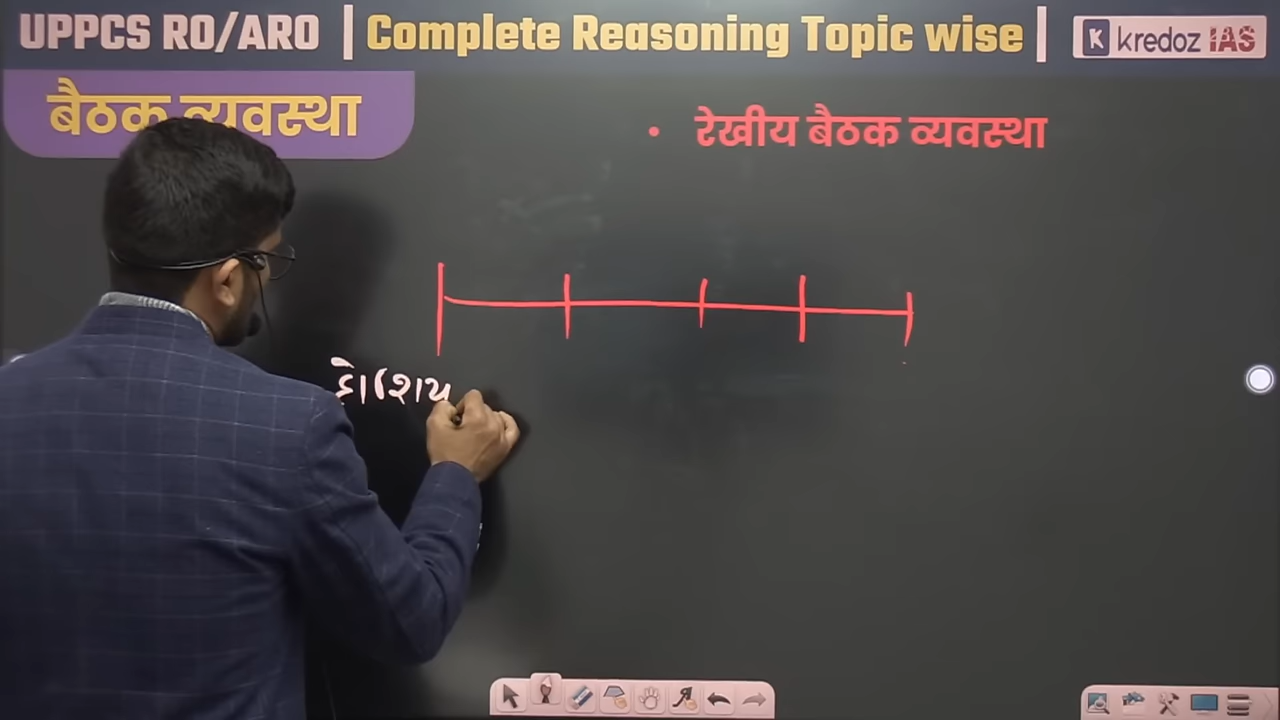 UPPCS RO/ARO | Complete Reasoning Topic wise |
K kredoz IAS
बैठक व्यवस्था
• रेखीय बैठक व्यवस्था